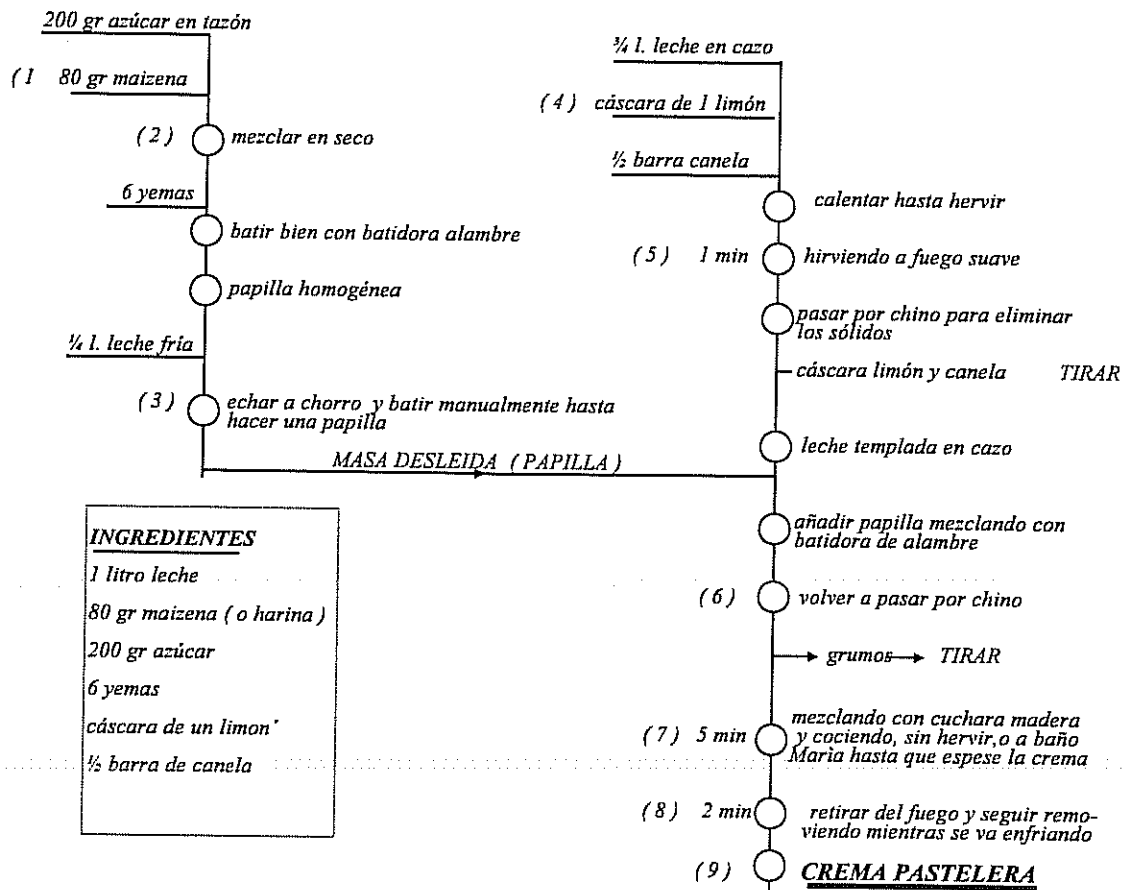 200 gr azúcar en tazón
(1 80 gr maizena
(2) mezclar en seco
6 yemas
batir bien con batidora alambre
papilla homogénea
¼ l. leche fría
(3) echar a chorro y batir manualmente hasta
hacer una papilla
MASA DESLEIDA (PAPILLA)
INGREDIENTES
1 litro leche
80 gr maizena (o harina)
200 gr azúcar
6 yemas
cáscara de un limon'
½ barra de canela
¾ l. leche en cazo
(4) cáscara de 1 limón
½ barra canela
calentar hasta hervir
(5) 1 min hirviendo a fuego suave
pasar por chino para eliminar
los sólidos
cáscara limón y canela TIRAR
leche templada en cazo
añadir papilla mezclando con
batidora de alambre
(6) volver a pasar por chino
grumos TIRAR
(7) 5 min mezclando con cuchara madera
y cociendo, sin hervir,o a baño
María hasta que espese la crema
(8) 2 min retirar del fuego y seguir remo-
viendo mientras se va enfriando
(9) CREMA PASTELERA